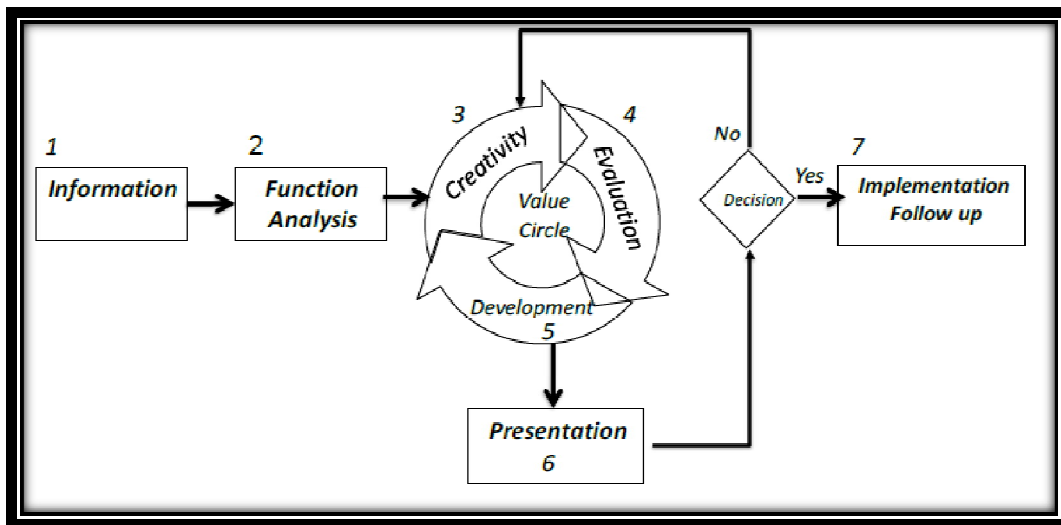 1
Information
2
Function
Analysis
3
Creativity
4
Evaluation
Value
Circle
Development
5
Presentation
6
Decision
No
Yes
7
Implementation
Follow up